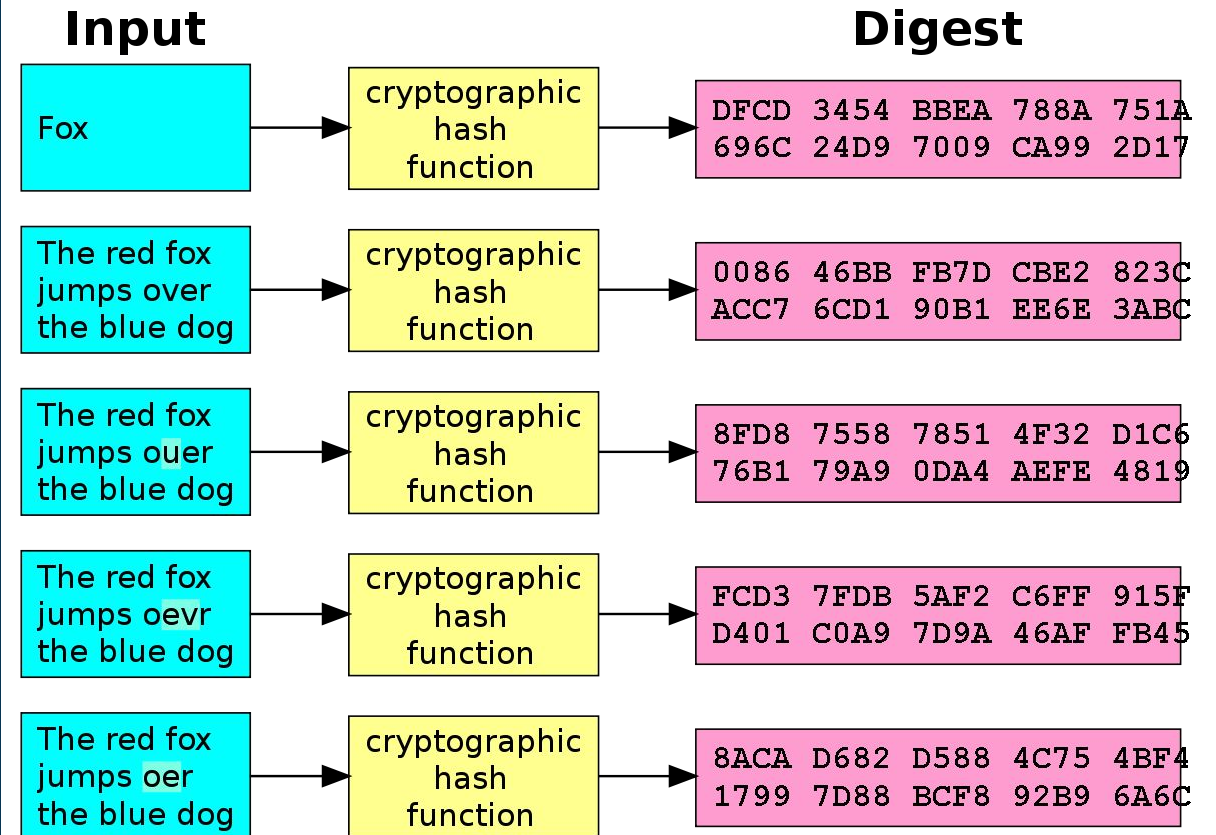 Input
Digest
Fox
cryptographic
hash
function
DFCD 3454 BBEA 788A 751A
696C 24D9 7009 CA99 2D17
The red fox
jumps over
the blue dog
cryptographic
hash
function
0086 46BB FB7D CBE2 823C
ACC7 6CD1 90B1 EE6E 3ABC
The red fox
jumps ouer
the blue dog
cryptographic
hash
function
8FD8 7558 7851 4F32 D1C6
76B1 79A9 0DA4 AEFE 4819
The red fox
jumps oevr
the blue dog
cryptographic
hash
function
FCD3 7FDB 5AF2 C6FF 915F
D401 C0A9 7D9A 46AF FB45
The red fox
jumps oer
the blue dog
cryptographic
hash
function
8ACA D682 D588 4C75 4BF4
1799 7D88 BCF8 92B9 6A6C